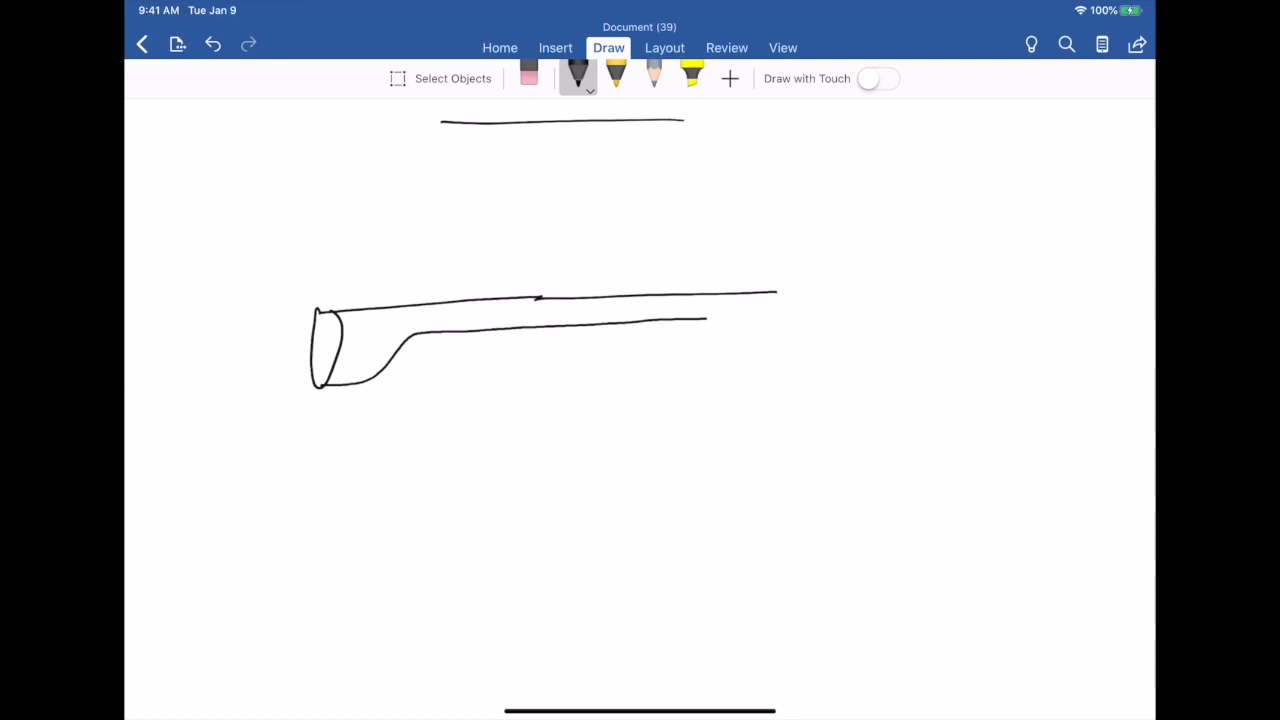 9:41 AM Tue Jan 9
100%
Document (39)
Home Insert Draw Layout Review View
Select Objects
Draw with Touch